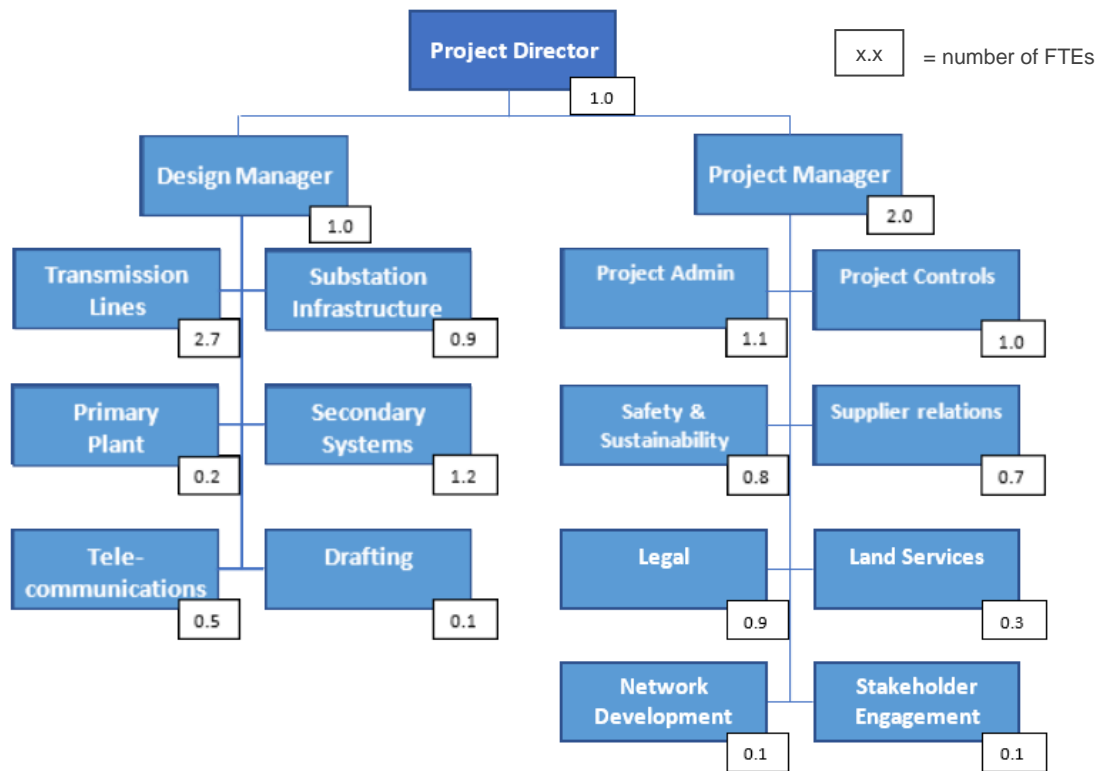 Project Director
1.0
x.x = number of FTEs
Design Manager
1.0
Project Manager
2.0
Transmission
Lines
2.7
Substation
Infrastructure
0.9
Project Admin
1.1
Project Controls
1.0
Primary
Plant
0.2
Secondary
Systems
1.2
Safety &
Sustainability
0.8
Supplier relations
0.7
Tele-
communications
0.5
Drafting
0.1
Legal
0.9
Land Services
0.3
Network
Development
0.1
Stakeholder
Engagement
0.1